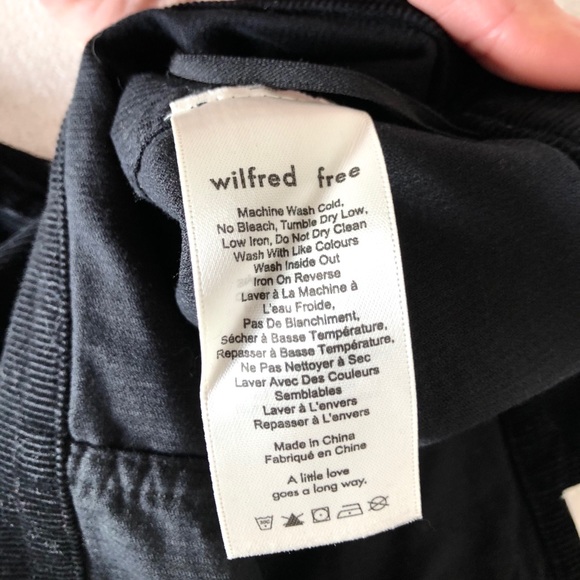 wilfred free
Machine Wash Cold,
No Bleach, Tumble Dry Low,
Low Iron, Do Not Dry Clean
Wash With Like Colours
Wash Inside Out
Iron On Reverse
Laver à La Machine à
L'eau Froide,
Pas De Blanchiment,
Sécher à Basse Température,
Repasser à Basse Température,
Ne Pas Nettoyer à Sec
Laver Avec Des Couleurs
Semblables
Laver à L'envers
Repasser à L'envers
Made in China
Fabriqué en Chine
A little love
goes a long way.